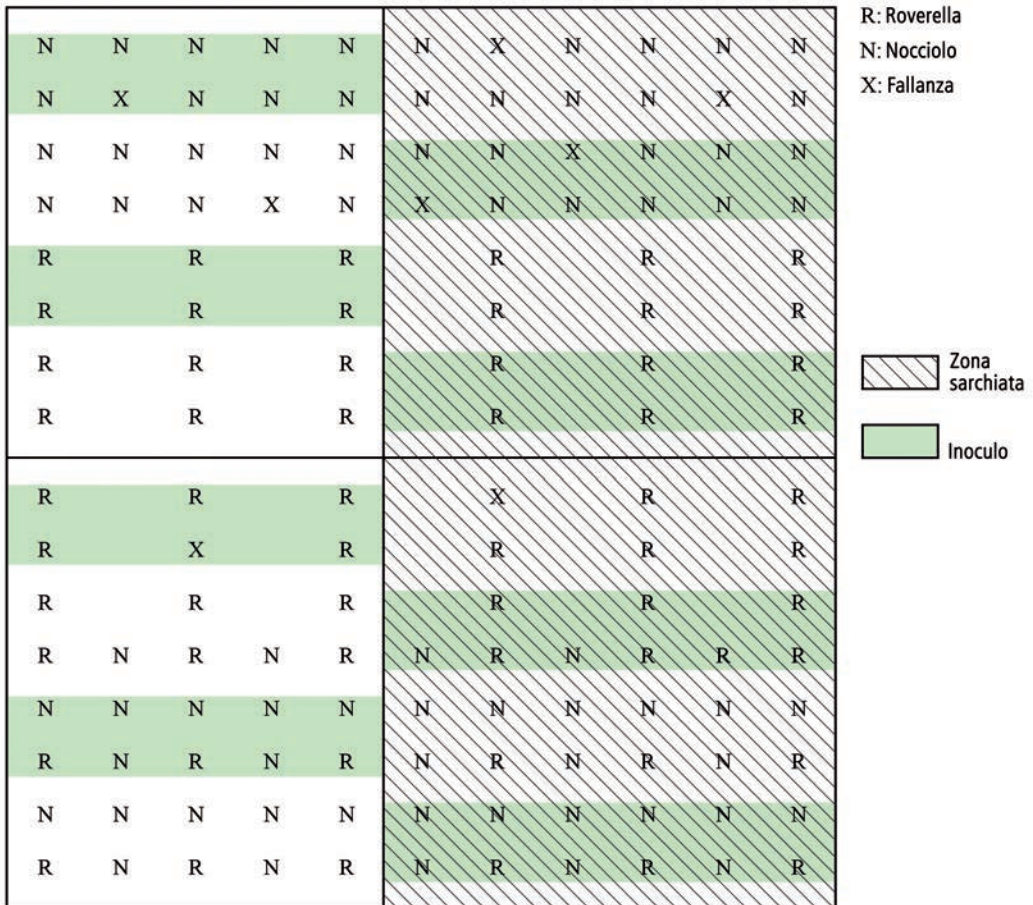 N N N N N N X N N N N
N X N N N N N N N X N
N N N N N N N X N N N
N N N X N X N N N N N
R R R R R R
R R R R R R
R R R R R R
R R R R R R
R R R X R R
R X R R R R
R R R R R R
R N R N R N R N R R R
N N N N N N N N N N N
R N R N R N R N R N R
N N N N N N N N N N N
R N R N R N R N R N R
R: Roverella
N: Nocciolo
X: Fallanza
Zona
sarchiata
Inoculo